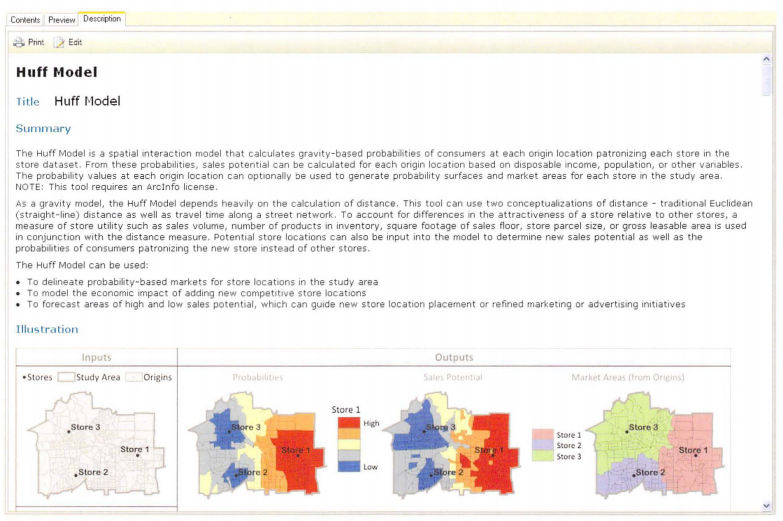 Contents Preview Description
Print Edit
Huff Model
Title Huff Model
Summary
The Huff Model is a spatial interaction model that calculates gravity-based probabilities of consumers at each origin location patronizing each store in the
store dataset. From these probabilities, sales potential can be calculated for each origin location based on disposable income, population, or other variables.
The probability values at each origin location can optionally be used to generate probability surfaces and market areas for each store in the study area.
NOTE: This tool requires an ArcInfo license.
As a gravity model, the Huff Model depends heavily on the calculation of distance. This tool can use two conceptualizations of distance - traditional Euclidean
(straight-line) distance as well as travel time along a street network. To account for differences in the attractiveness of a store relative to other stores, a
measure of store utility such as sales volume, number of products in inventory, square footage of sales floor, store parcel size, or gross leasable area is used
in conjunction with the distance measure. Potential store locations can also be input into the model to determine new sales potential as well as the
probabilities of consumers patronizing the new store instead of other stores.
The Huff Model can be used:
• To delineate probability-based markets for store locations in the study area
• To model the economic impact of adding new competitive store locations
• To forecast areas of high and low sales potential, which can guide new store location placement or refined marketing or advertising initiatives
Illustration
Inputs Outputs
Stores Study Area Origins Probabilities Sales Potential Market Areas (from Origins)
Store 3 Store 1 Store 2
Store 3 Store 1 Store 2
Store 1 High Low
Store 3 Store 1 Store 2
Store 1
Store 2
Store 3
Store 3 Store 1 Store 2